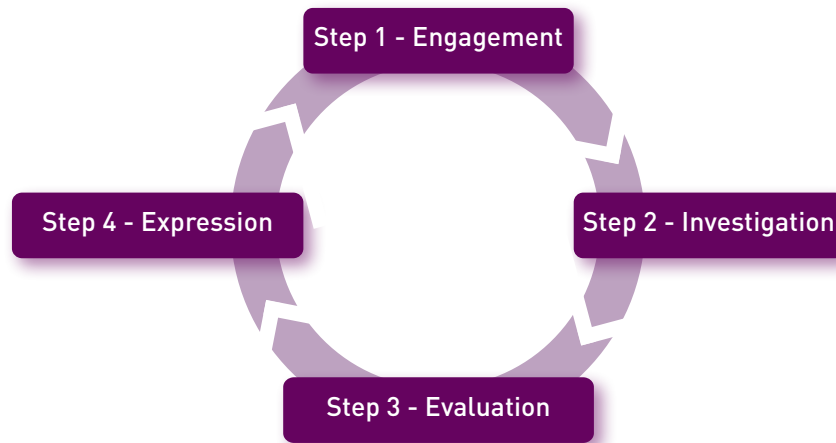 Step 1 - Engagement
Step 2 - Investigation
Step 3 - Evaluation
Step 4 - Expression